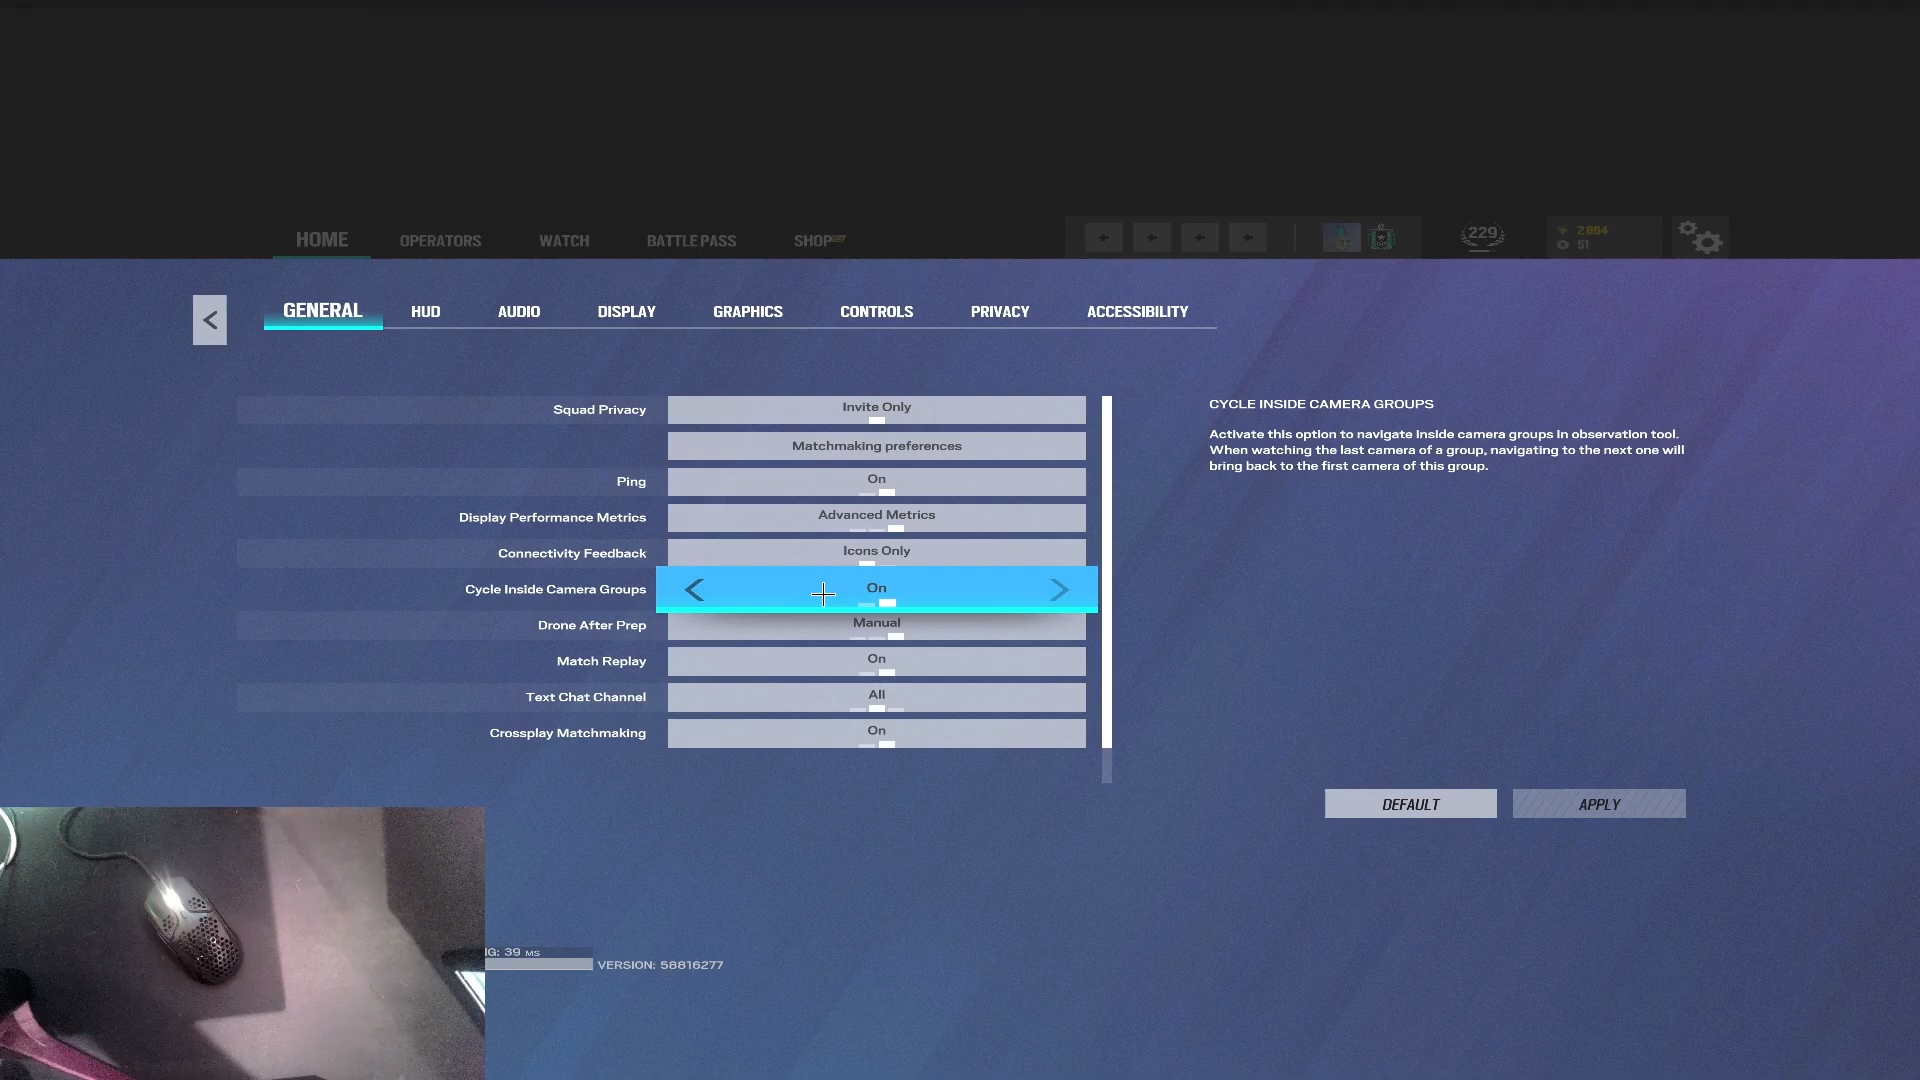 HOME OPERATORS WATCH BATTLE PASS SHOP
229
2 864
51
GENERAL HUD AUDIO DISPLAY GRAPHICS CONTROLS PRIVACY ACCESSIBILITY
Squad Privacy Invite Only
Matchmaking preferences
Ping On
Display Performance Metrics Advanced Metrics
Connectivity Feedback Icons Only
Cycle Inside Camera Groups On
Drone After Prep Manual
Match Replay On
Text Chat Channel All
Crossplay Matchmaking On
CYCLE INSIDE CAMERA GROUPS
Activate this option to navigate inside camera groups in observation tool.
When watching the last camera of a group, navigating to the next one will
bring back to the first camera of this group.
DEFAULT APPLY
39 MS
VERSION: 58816277